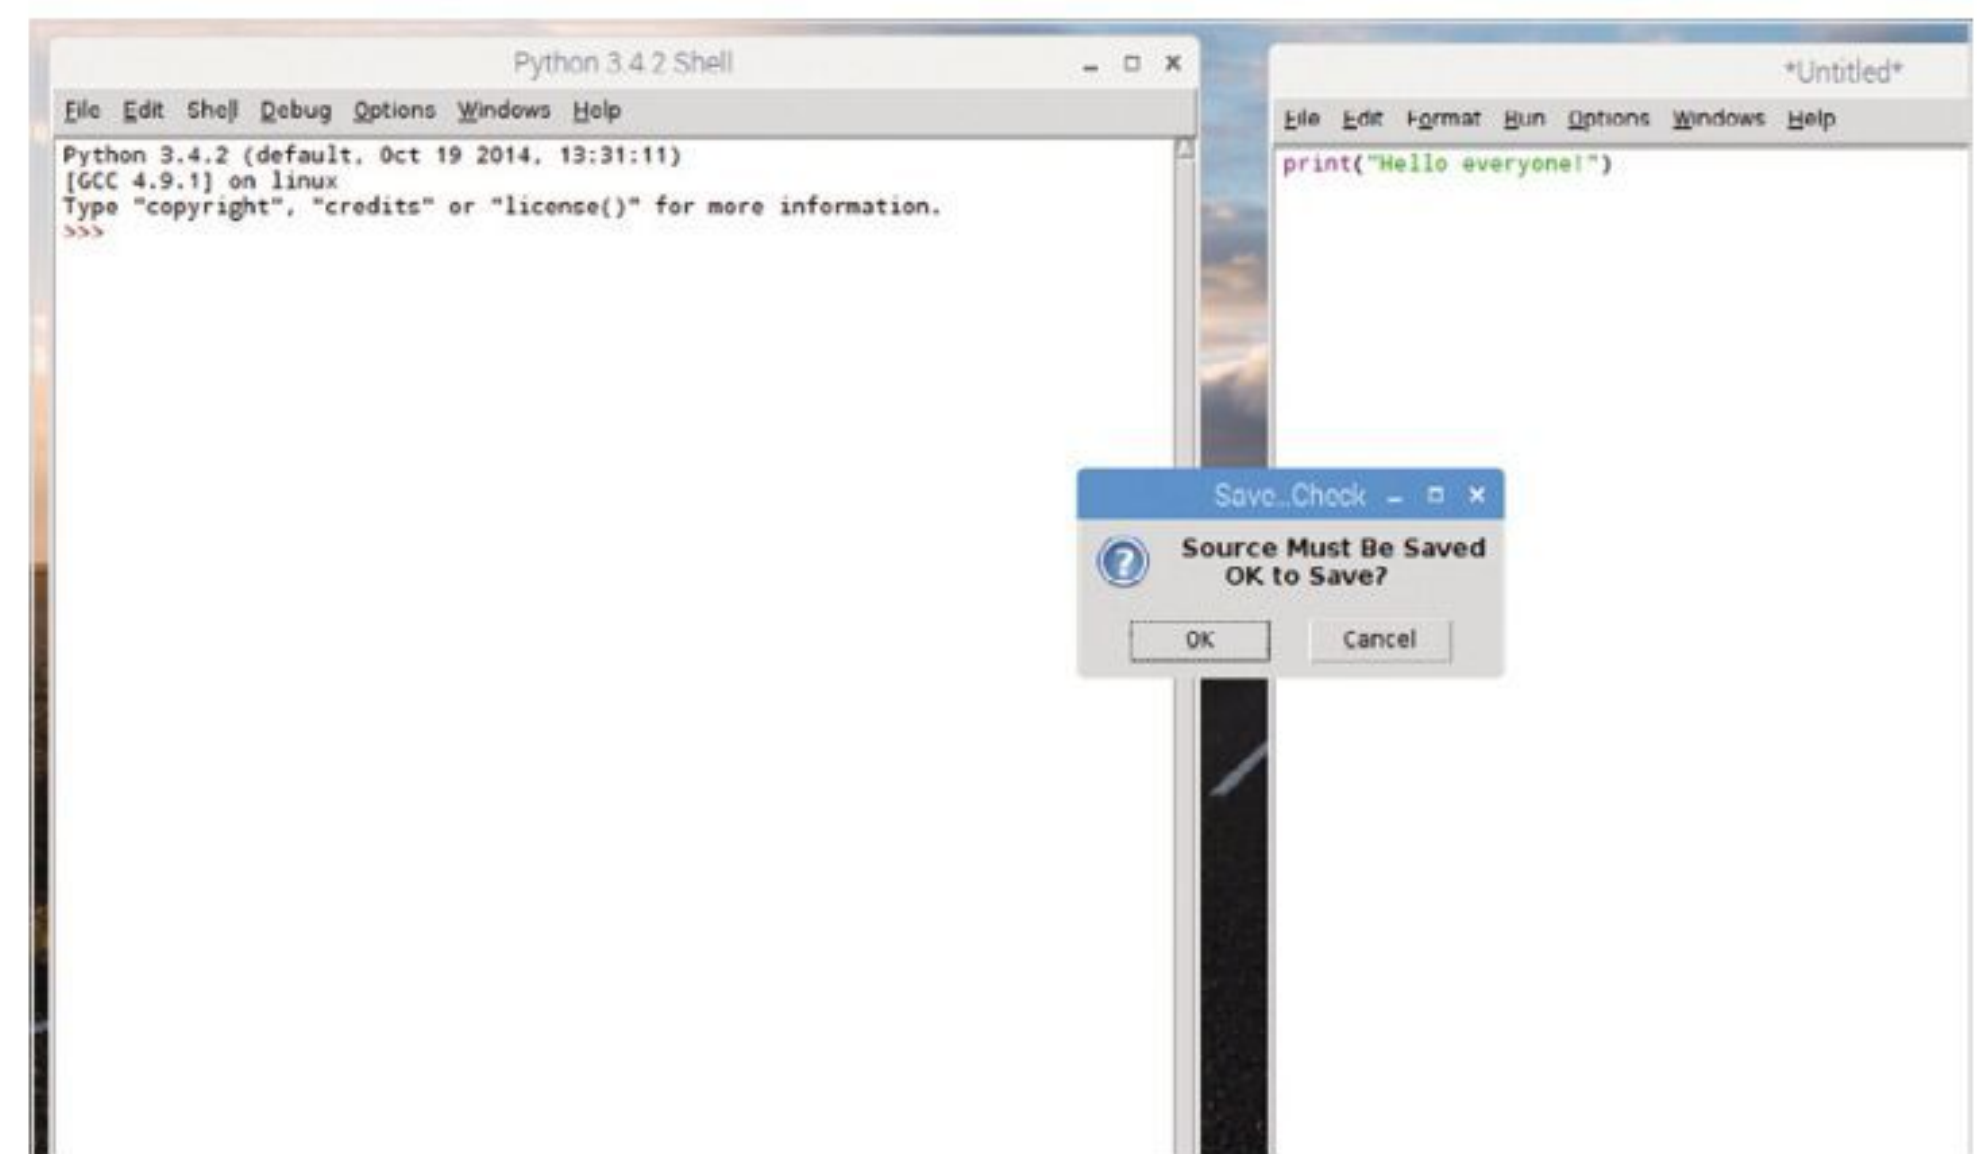 Python 3.4.2 Shell
File Edit Shell Debug Options Windows Help
Python 3.4.2 (default, Oct 19 2014, 13:31:11)
[GCC 4.9.1] on linux
Type "copyright", "credits" or "license()" for more information.
>>>
*Untitled*
File Edit Format Run Options Windows Help
print("Hello everyone!")
Save...Check
Source Must Be Saved
OK to Save?
OK Cancel